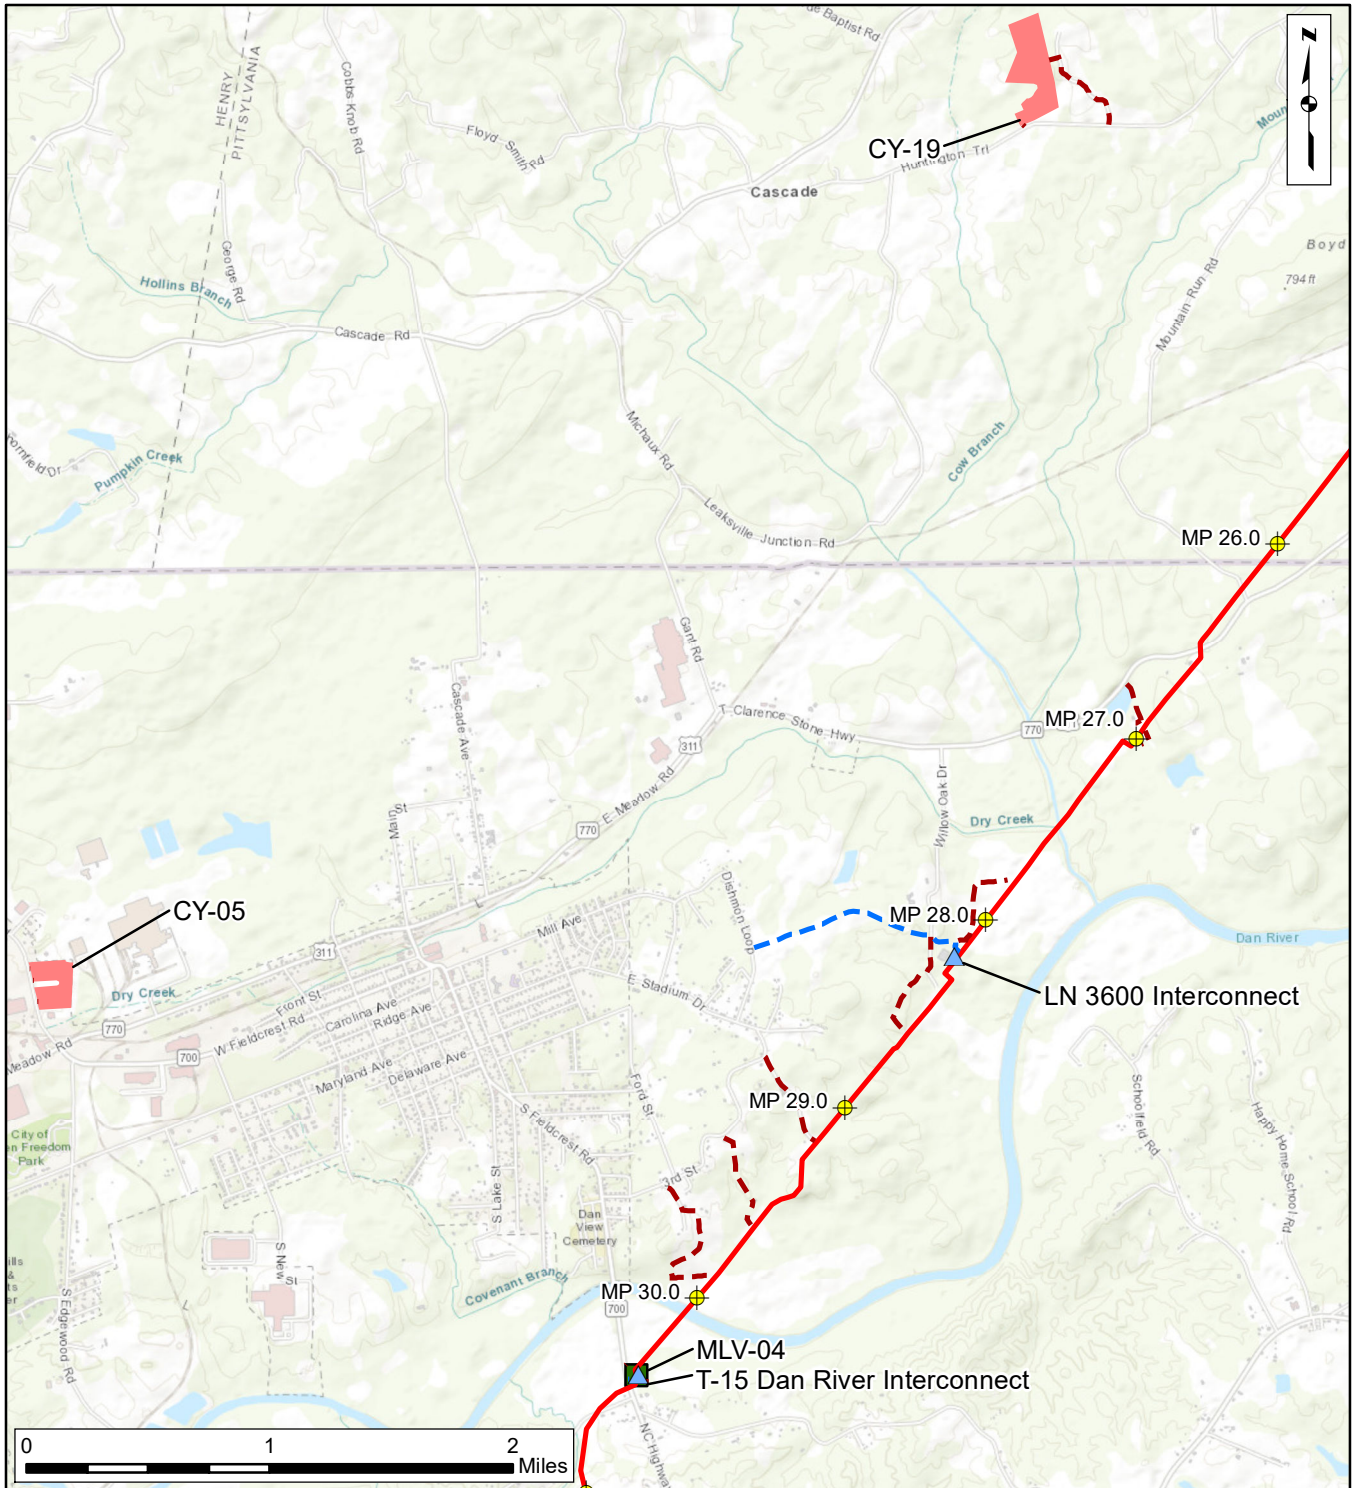 de Baptist Rd
N
HENRY
PITTSYLVANIA
Cobbs Knob Rd
Floyd Smith Rd
CY-19
Huntington Trl
Cascade
George Rd
Hollins Branch
Cascade Rd
Mountain Run Rd
Boyd
794 ft
Pumpkin Creek
Michaux Rd
Cow Branch
Leaksville Junction Rd
MP 26.0
Gant Rd
Cascade Ave
T Clarence Stone Hwy
770
MP 27.0
311
E Meadow Rd
770
Main St
Willow Oak Dr
Dry Creek
Dishmon Loop
CY-05
MP 28.0
Mill Ave
Dan River
311
E Stadium Dr
Dry Creek
Front St
LN 3600 Interconnect
Carolina Ave
Ridge Ave
770
W Fieldcrest Rd
700
Meadow Rd
Maryland Ave
Delaware Ave
Ford St
MP 29.0
S Fieldcrest Rd
Schoolfield Rd
Happy Home School Rd
City of
en Freedom
Park
3rd St
S Lake St
Dan
View
Cemetery
S New St
ills
&
ts
er
Covenant Branch
MP 30.0
700
S Edgewood Rd
MLV-04
T-15 Dan River Interconnect
NC Highwa
0 1 2
Miles